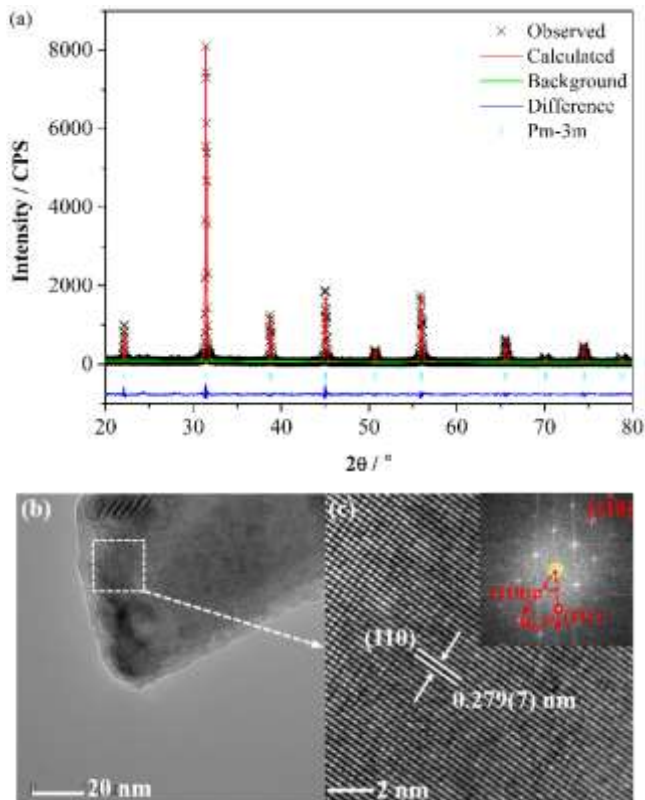 (a)
8000
6000
4000
2000
0
Intensity / CPS
Observed
Calculated
Background
Difference
Pm-3m
20 30 40 50 60 70 80
2θ / °
(b)
20 nm
(c)
(110)
0.279(7) nm
2 nm